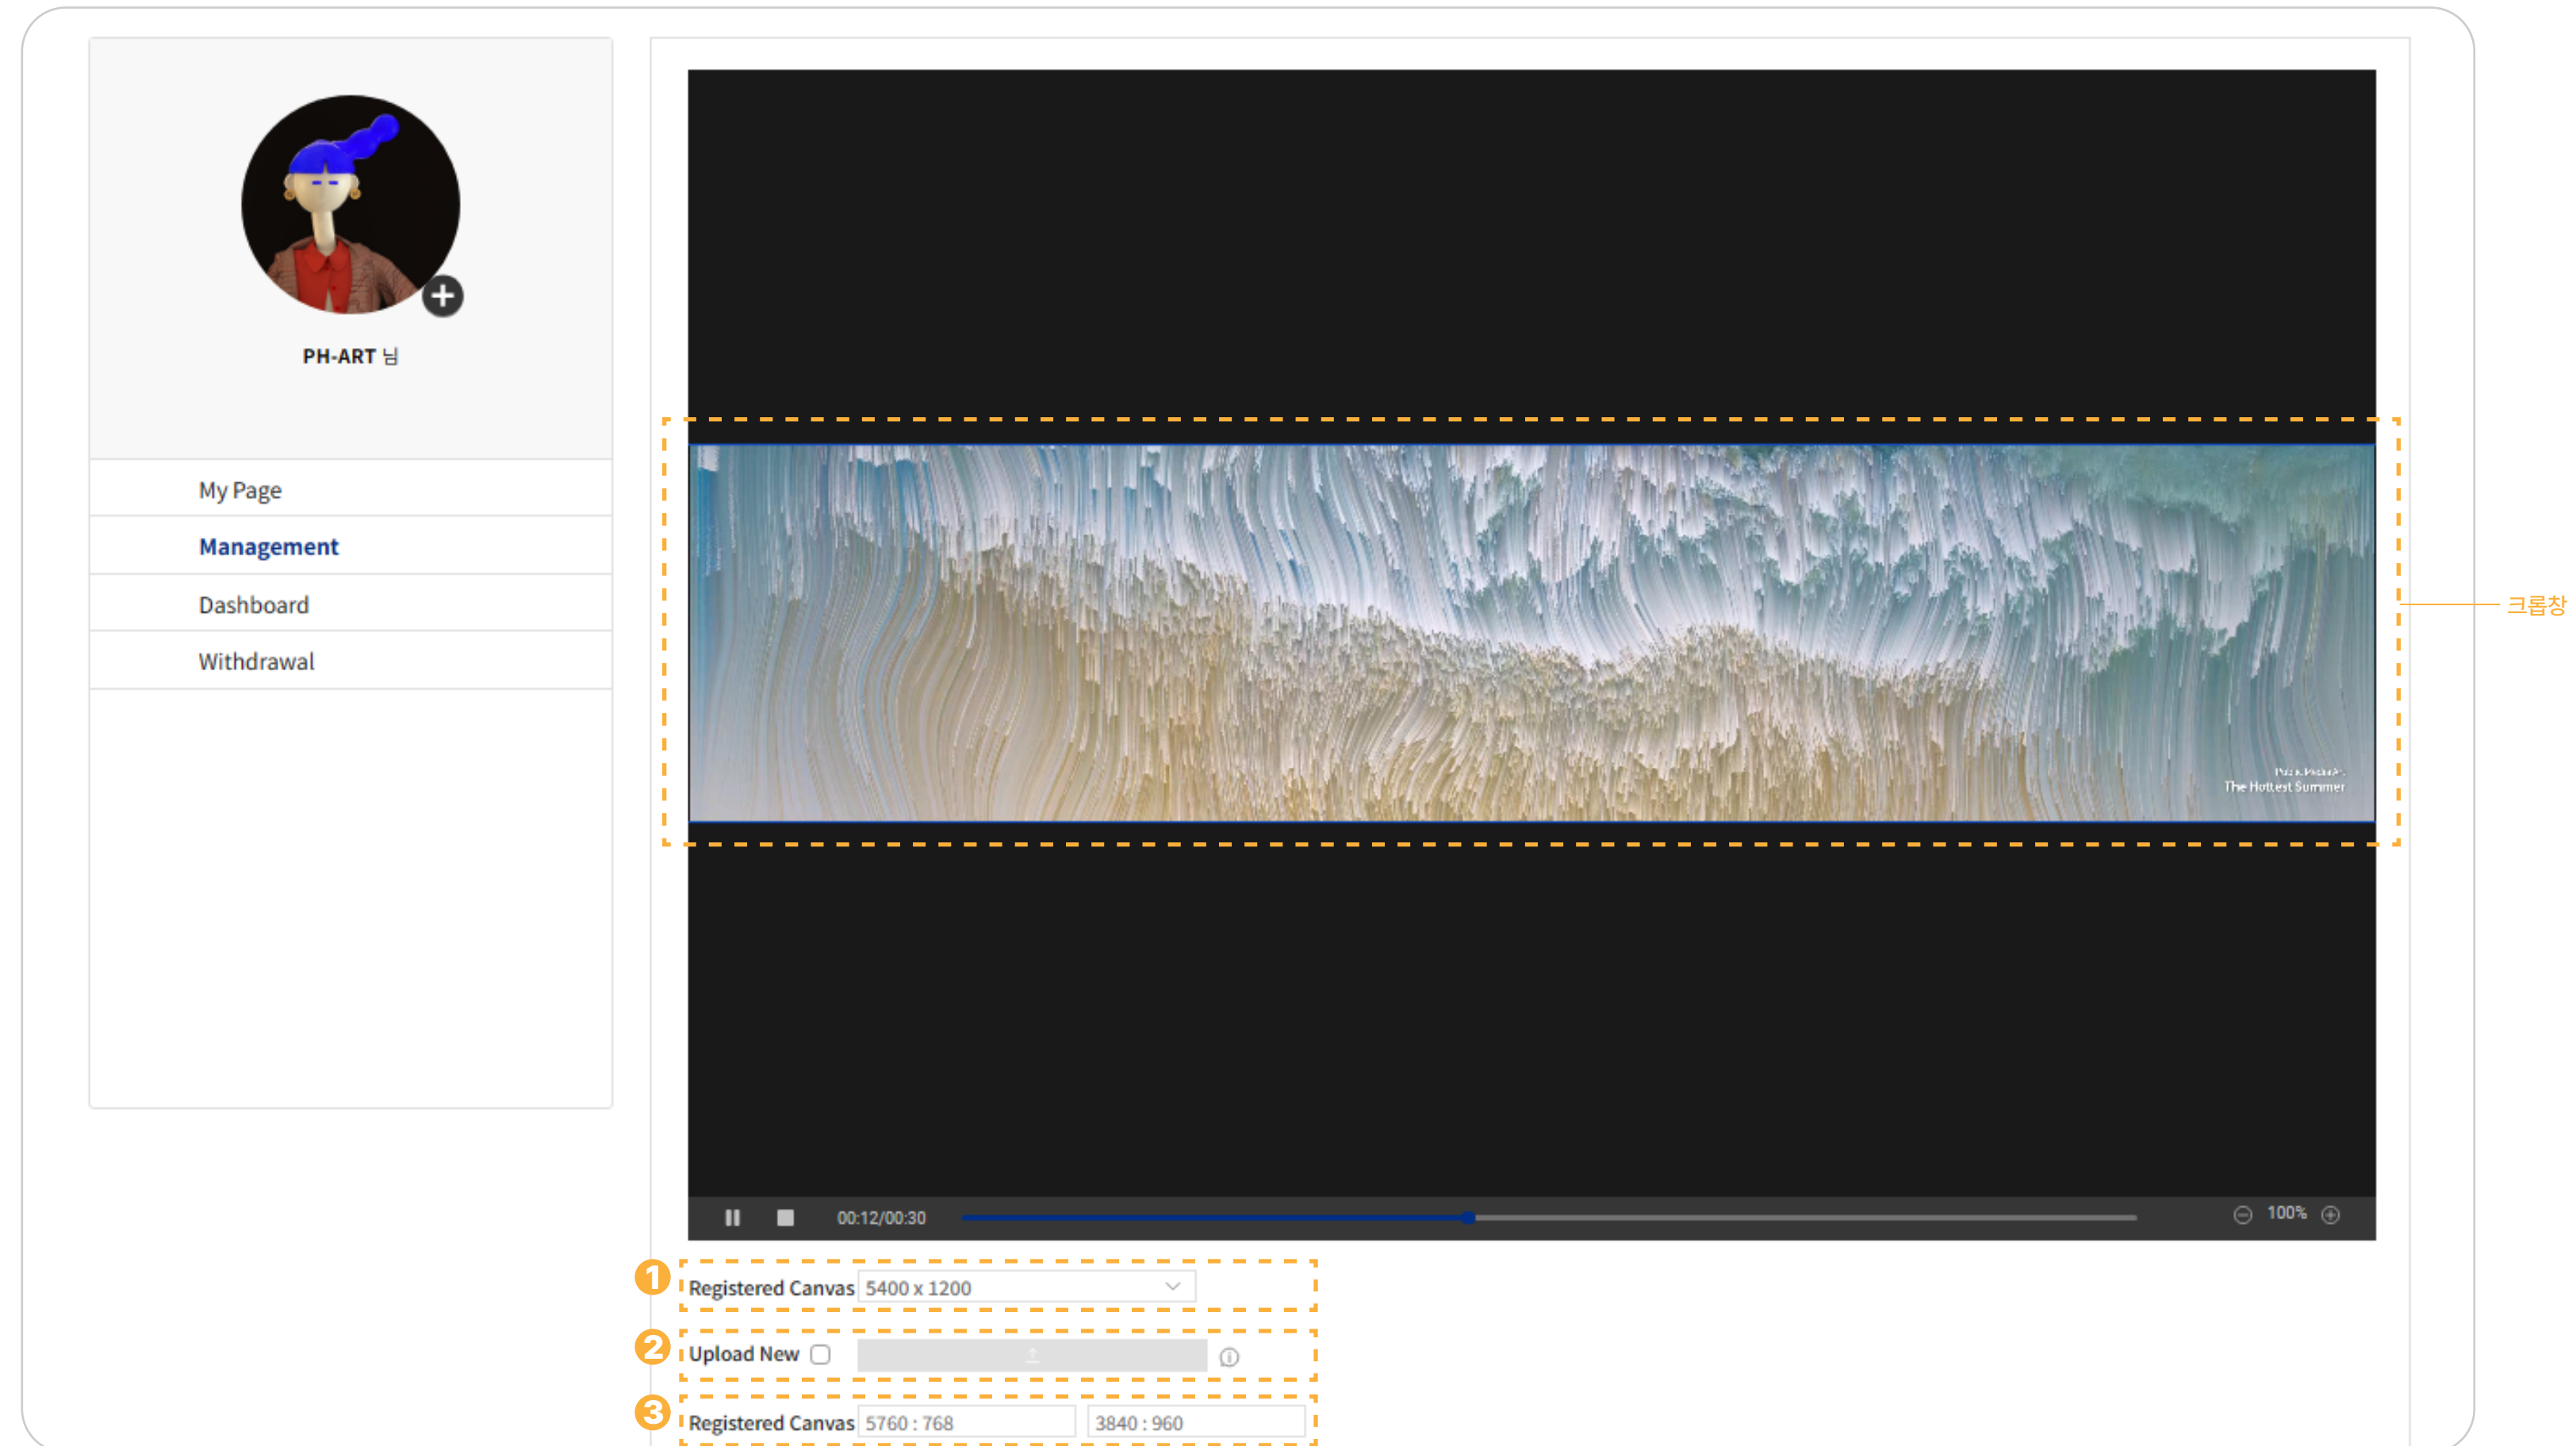 PH-ART 님
My Page
Management
Dashboard
Withdrawal
The Hottest Summer
크롭창
00:12/00:30
100%
1 Registered Canvas 5400 x 1200
2 Upload New
3 Registered Canvas 5760 : 768 3840 : 960